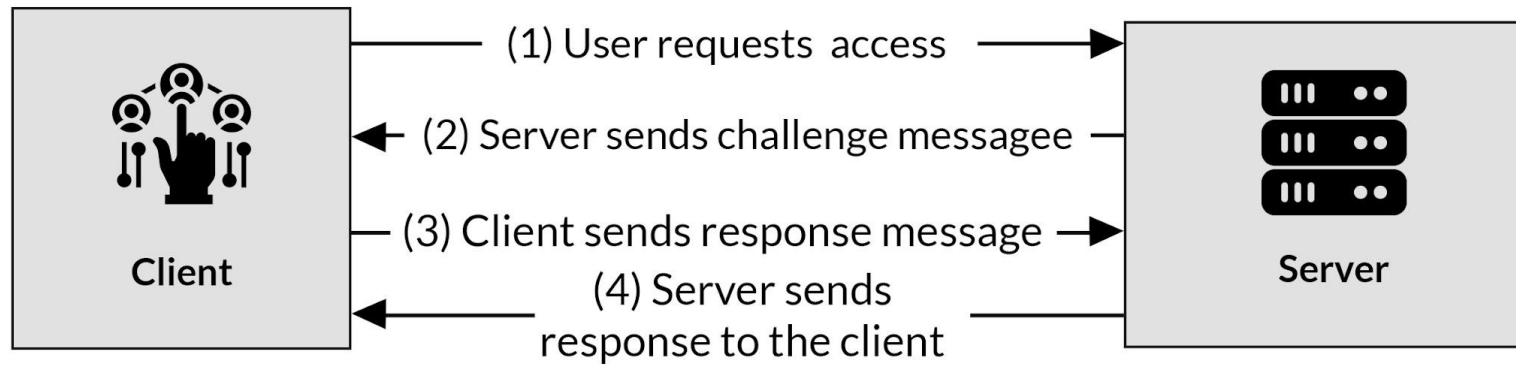 (1) User requests access
(2) Server sends challenge messagee
(3) Client sends response message
(4) Server sends
response to the client
Client
Server